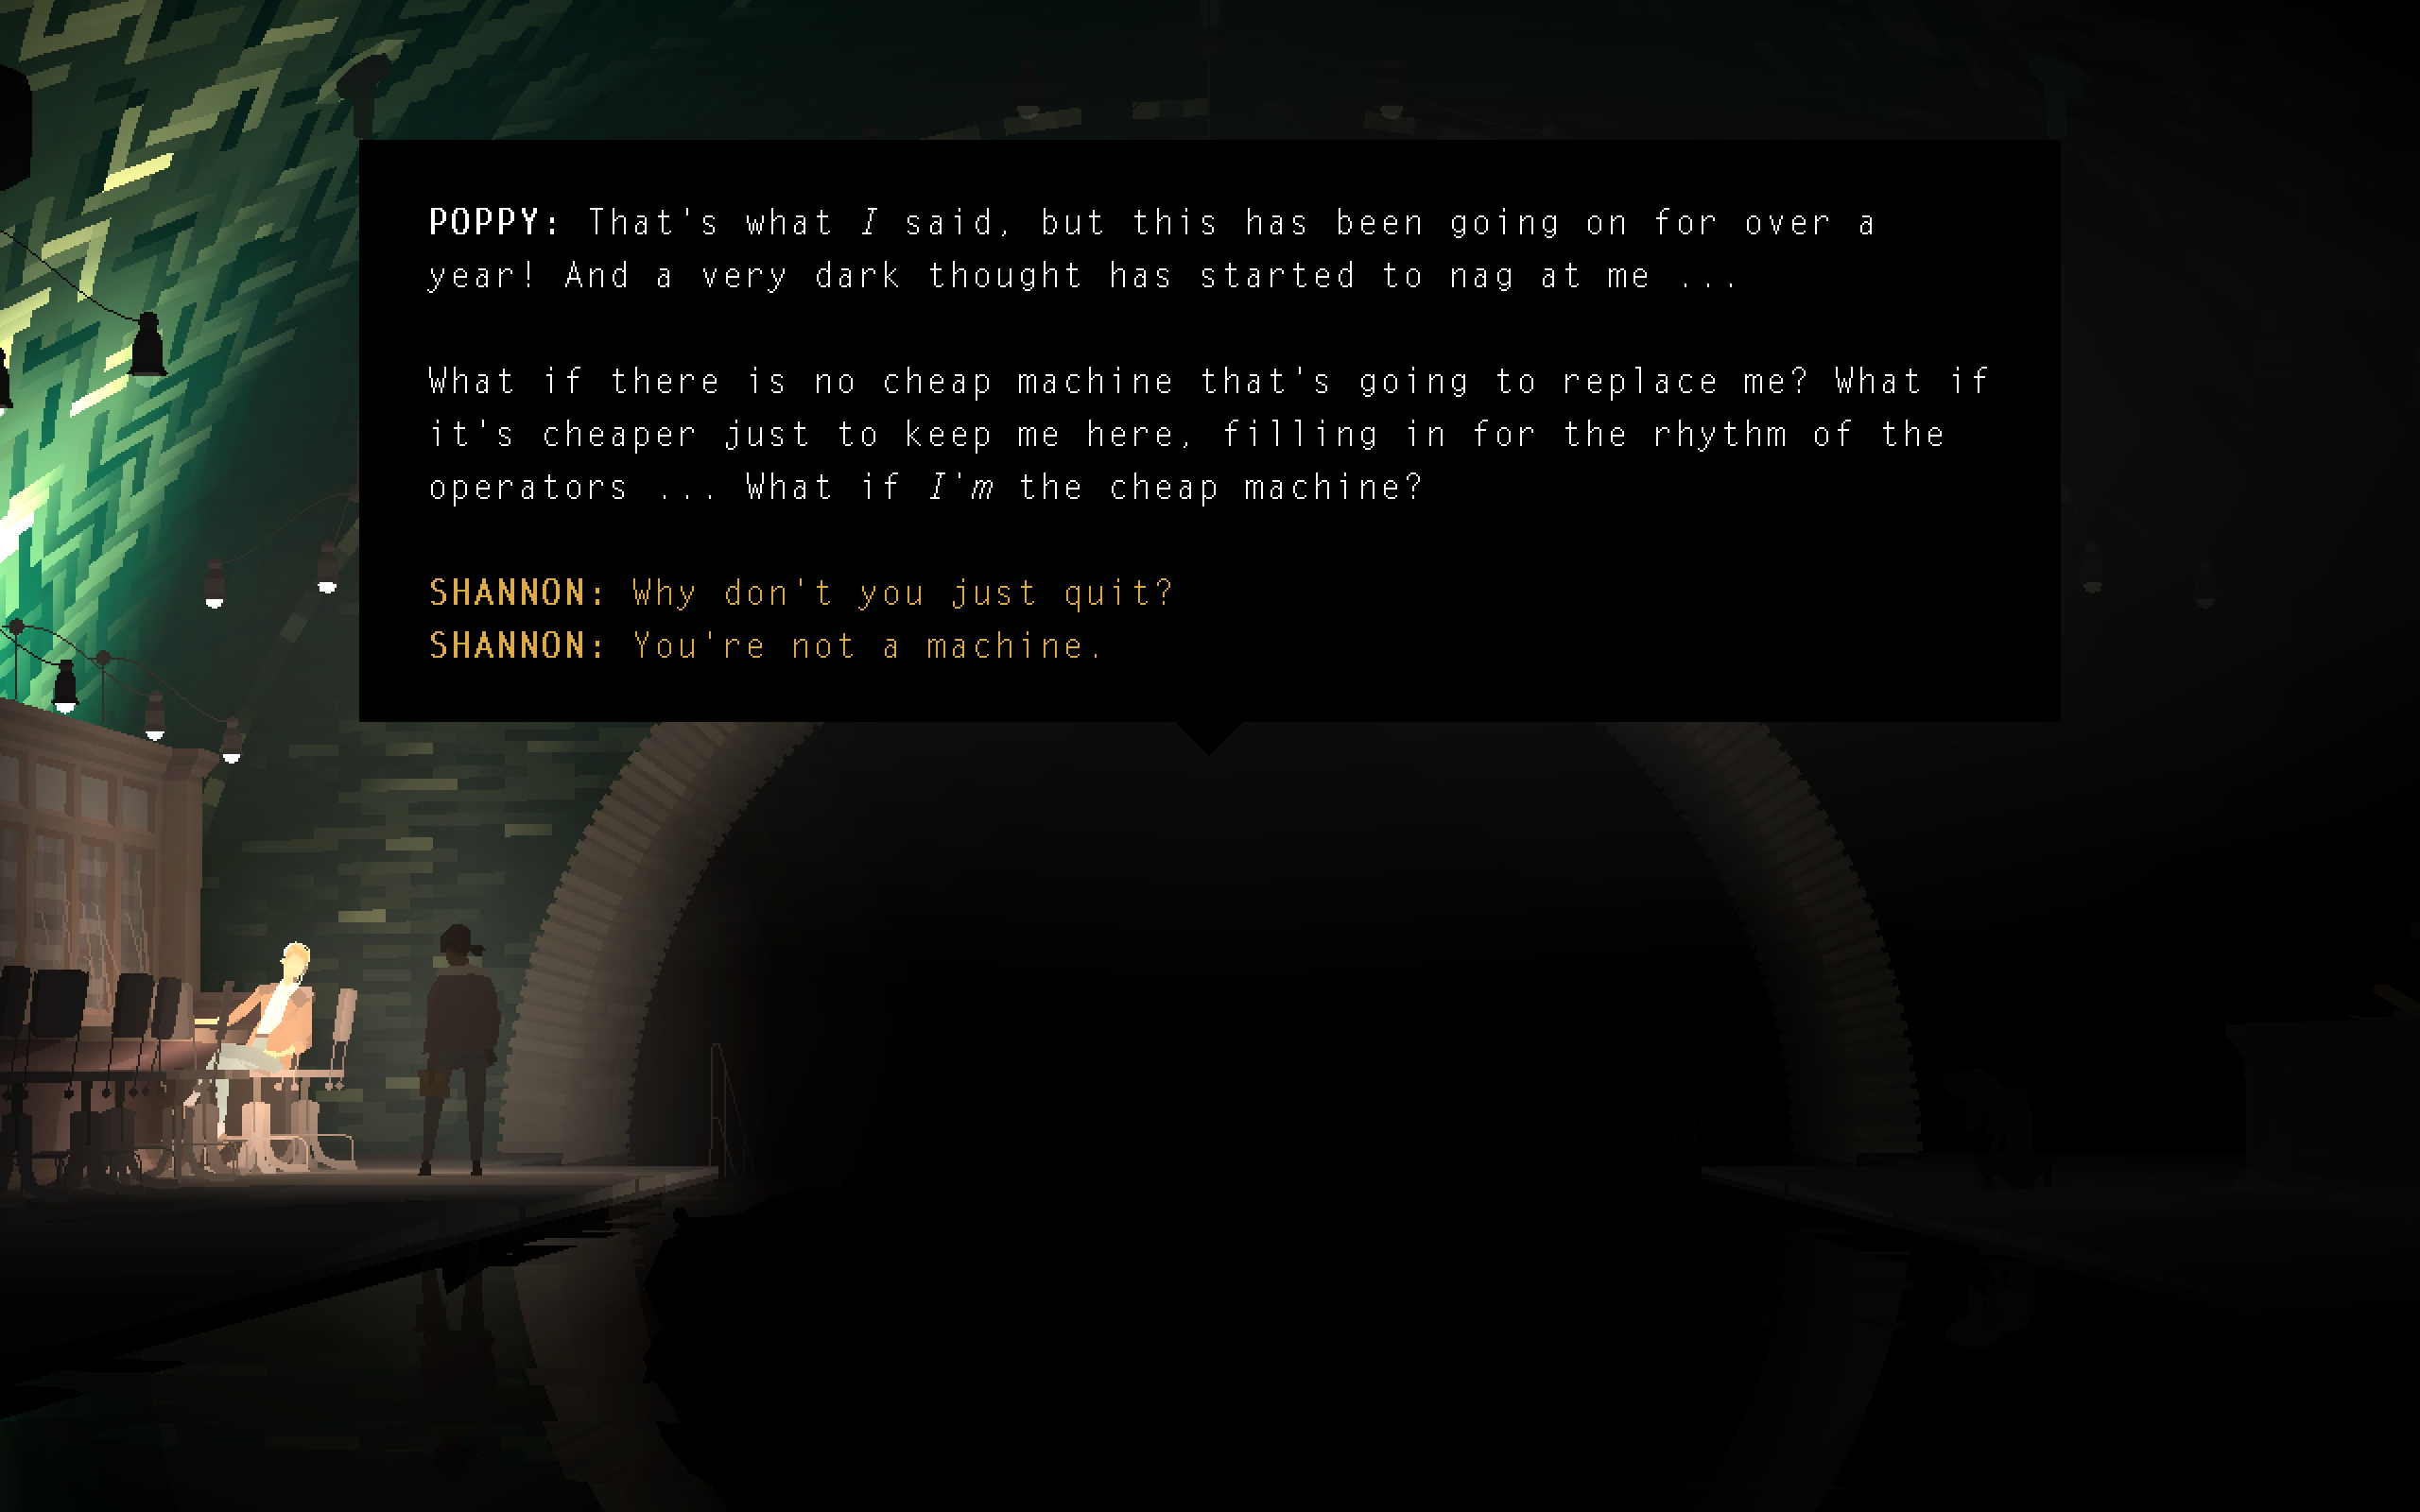 POPPY: That's what I said, but this has been going on for over a
year! And a very dark thought has started to nag at me ...
What if there is no cheap machine that's going to replace me? What if
it's cheaper just to keep me here, filling in for the rhythm of the
operators ... What if I'm the cheap machine?
SHANNON: Why don't you just quit?
SHANNON: You're not a machine.